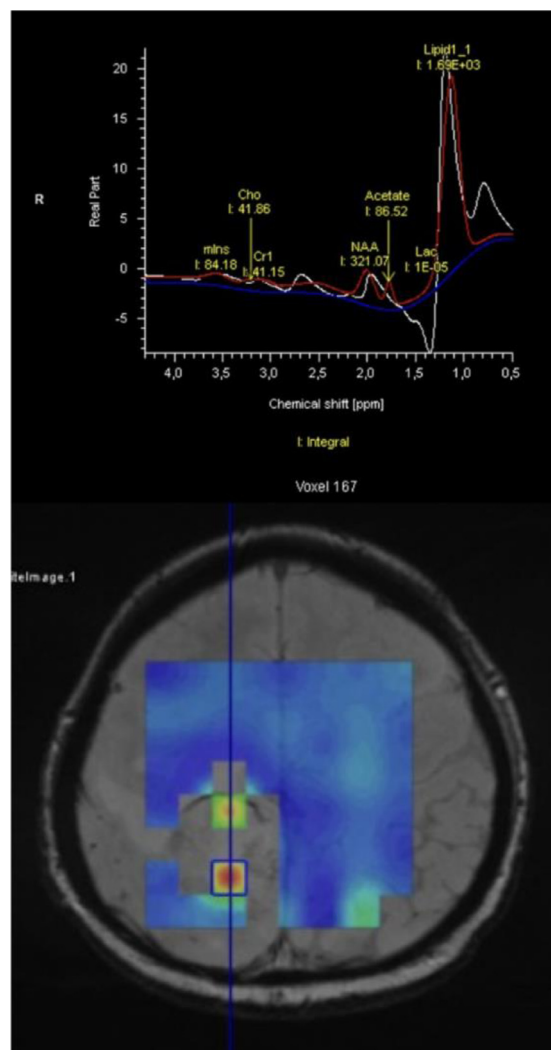 Lipid1_1
I: 1.69E+03
20
15
R
Real Part
10
Cho
I: 41.86
Acetate
I: 86.52
5
mIns
I: 84.18
Cr1
I:41.15
NAA
I: 321.07
Lac
I: 1E-05
0
-5
4,0 3,5 3,0 2,5 2,0 1,5 1,0 0,5
Chemical shift [ppm]
I: Integral
Voxel 167
iteImage.1